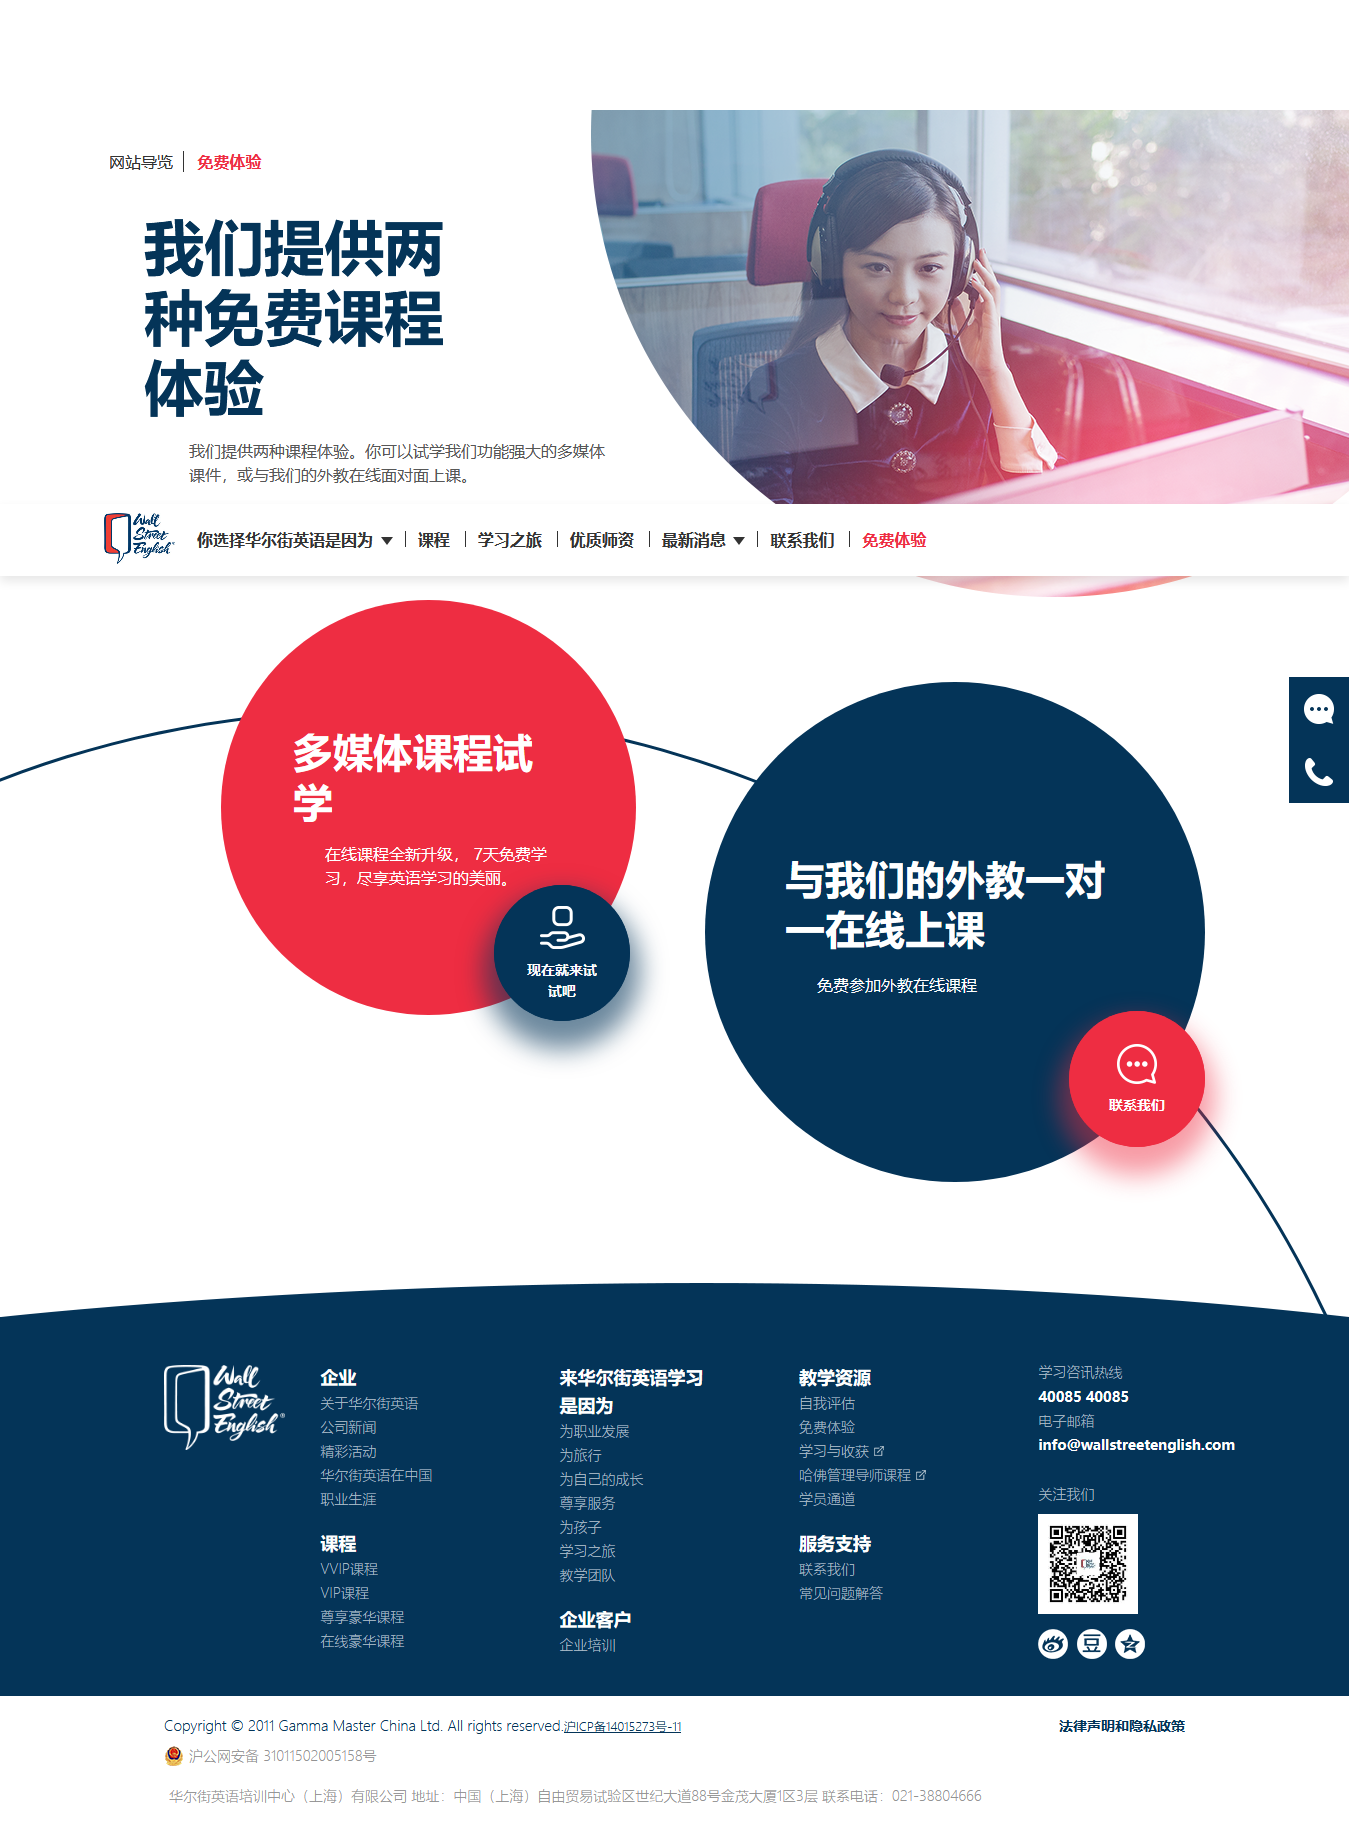 网站导览
免费体验
我们提供两
种免费课程
体验
我们提供两种课程体验。你可以试学我们功能强大的多媒体
课件，或与我们的外教在线面对面上课。
Wall
Street
English®
你选择华尔街英语是因为
课程
学习之旅
优质师资
最新消息
联系我们
免费体验
多媒体课程试
学
在线课程全新升级， 7天免费学
习，尽享英语学习的美丽。
现在就来试
试吧
与我们的外教一对
一在线上课
免费参加外教在线课程
联系我们
Wall
Street
English®
企业
关于华尔街英语
公司新闻
精彩活动
华尔街英语在中国
职业生涯
课程
VVIP课程
VIP课程
尊享豪华课程
在线豪华课程
来华尔街英语学习
是因为
为职业发展
为旅行
为自己的成长
尊享服务
为孩子
学习之旅
教学团队
企业客户
企业培训
教学资源
自我评估
免费体验
学习与收获
哈佛管理导师课程
学员通道
服务支持
联系我们
常见问题解答
学习咨讯热线
40085 40085
电子邮箱
info@wallstreetenglish.com
关注我们
豆
Copyright © 2011 Gamma Master China Ltd. All rights reserved.沪ICP备14015273号-11
法律声明和隐私政策
沪公网安备 31011502005158号
华尔街英语培训中心（上海）有限公司 地址：中国（上海）自由贸易试验区世纪大道88号金茂大厦1区3层 联系电话：021-38804666